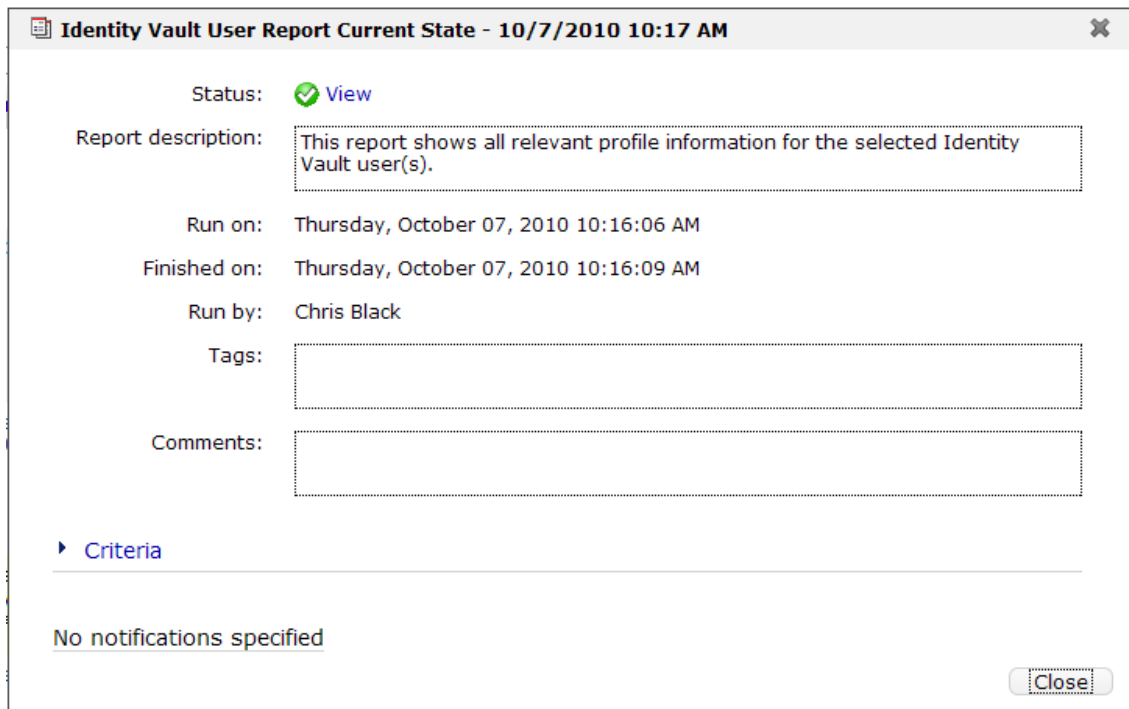 Identity Vault User Report Current State - 10/7/2010 10:17 AM
Status: View
Report description: This report shows all relevant profile information for the selected Identity
Vault user(s).
Run on: Thursday, October 07, 2010 10:16:06 AM
Finished on: Thursday, October 07, 2010 10:16:09 AM
Run by: Chris Black
Tags:
Comments:
Criteria
No notifications specified
Close